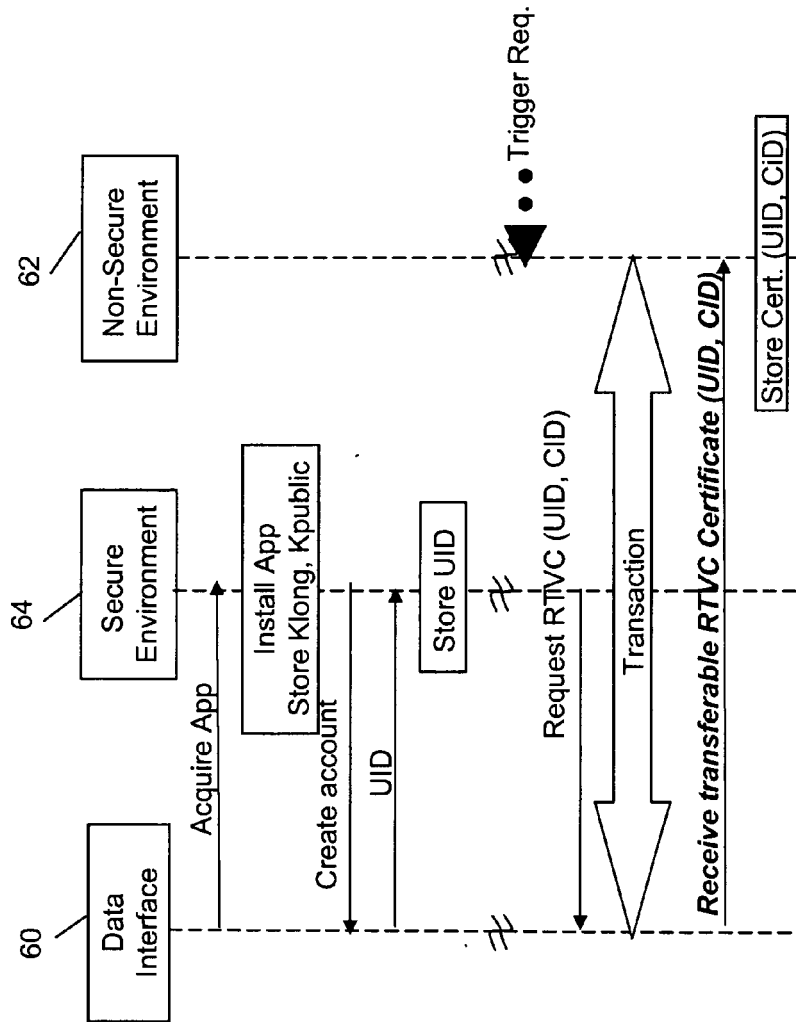 60
Data
Interface
64
Secure
Environment
62
Non-Secure
Environment
Acquire App
Install App
Store Klong, Kpublic
Create account
UID
Store UID
Trigger Req.
Request RTVC (UID, CID)
Transaction
Receive transferable RTVC Certificate (UID, CID)
Store Cert. (UID, CiD)